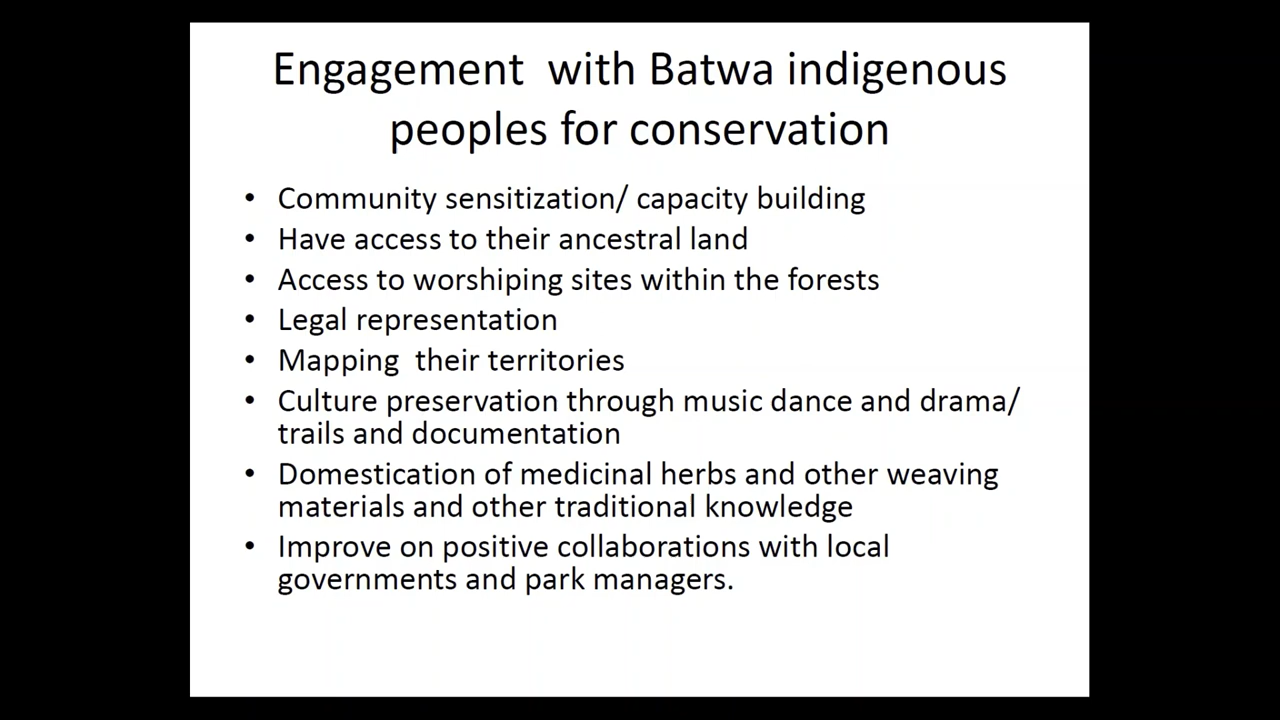 Engagement  with Batwa indigenous
peoples for conservation
• Community sensitization/ capacity building
• Have access to their ancestral land
• Access to worshiping sites within the forests
• Legal representation
• Mapping  their territories
• Culture preservation through music dance and drama/
trails and documentation
• Domestication of medicinal herbs and other weaving
materials and other traditional knowledge
• Improve on positive collaborations with local
governments and park managers.